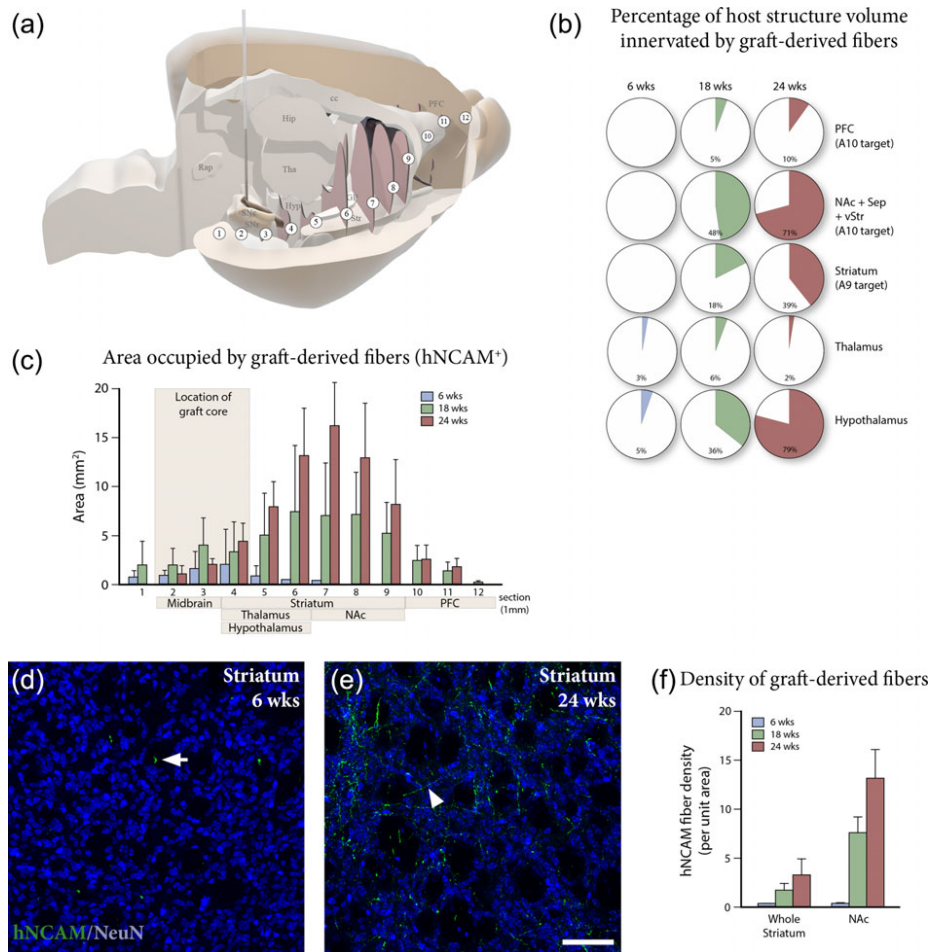 (a)
cc
PFC
Hip
Rap
Tha
Hyp
Str
1
2
3
4
5
6
7
8
9
10
11
12
(b)
Percentage of host structure volume
innervated by graft-derived fibers
6 wks 18 wks 24 wks
5% 10%
PFC
(A10 target)
48% 71%
NAc + Sep
+ vStr
(A10 target)
18% 39%
Striatum
(A9 target)
3% 6% 2%
Thalamus
5% 36% 79%
Hypothalamus
(c)
Area occupied by graft-derived fibers (hNCAM+)
Location of
graft core
6 wks
18 wks
24 wks
Area (mm²)
20
15
10
5
0
1 2 3 4 5 6 7 8 9 10 11 12 section
(1mm)
Midbrain Striatum PFC
Thalamus NAc
Hypothalamus
(d)
Striatum
6 wks
hNCAM/NeuN
(e)
Striatum
24 wks
(f)
Density of graft-derived fibers
6 wks
18 wks
24 wks
hNCAM fiber density
(per unit area)
20
15
10
5
0
Whole
Striatum
NAc